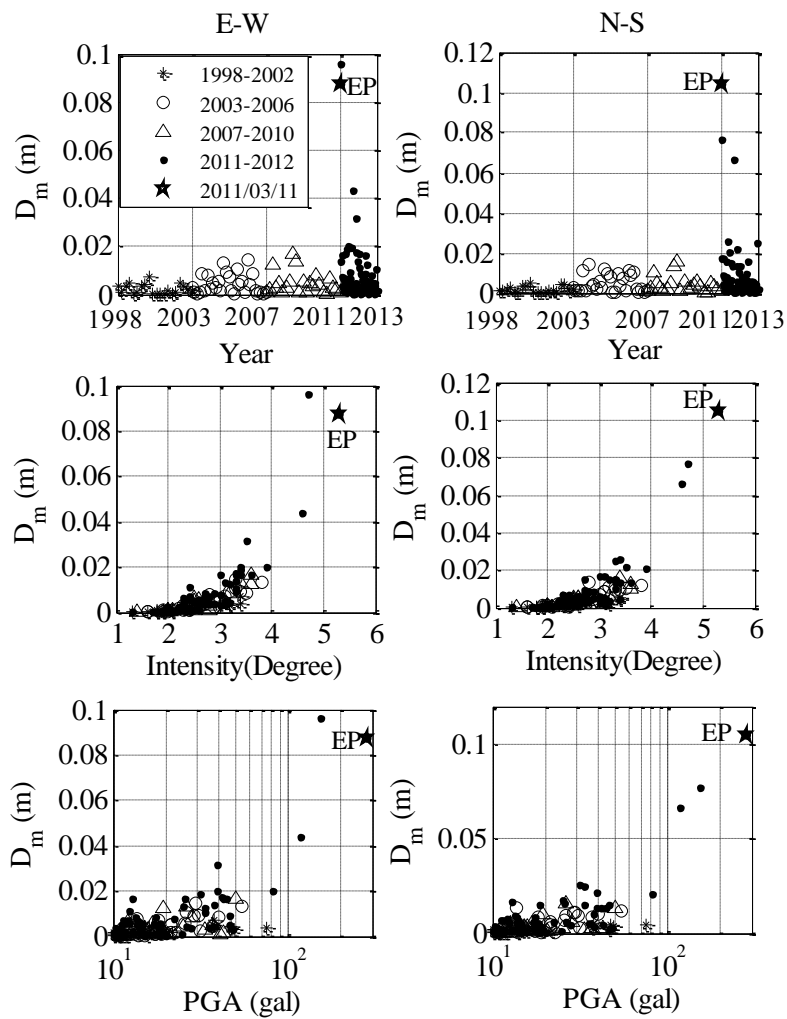 E-W
N-S
0.1
0.08
0.06
0.04
0.02
0
D_m (m)
1998-2002
2003-2006
2007-2010
2011-2012
2011/03/11
EP
1998 2003 2007 2011 2013
Year
0.12
0.1
0.08
0.06
0.04
0.02
0
D_m (m)
EP
1998 2003 2007 2011 2013
Year
0.1
0.08
0.06
0.04
0.02
0
D_m (m)
EP
1 2 3 4 5 6
Intensity(Degree)
0.12
0.1
0.08
0.06
0.04
0.02
0
D_m (m)
EP
1 2 3 4 5 6
Intensity(Degree)
0.1
0.08
0.06
0.04
0.02
0
D_m (m)
EP
10^1 10^2
PGA (gal)
0.1
0.05
0
D_m (m)
EP
10^1 10^2
PGA (gal)